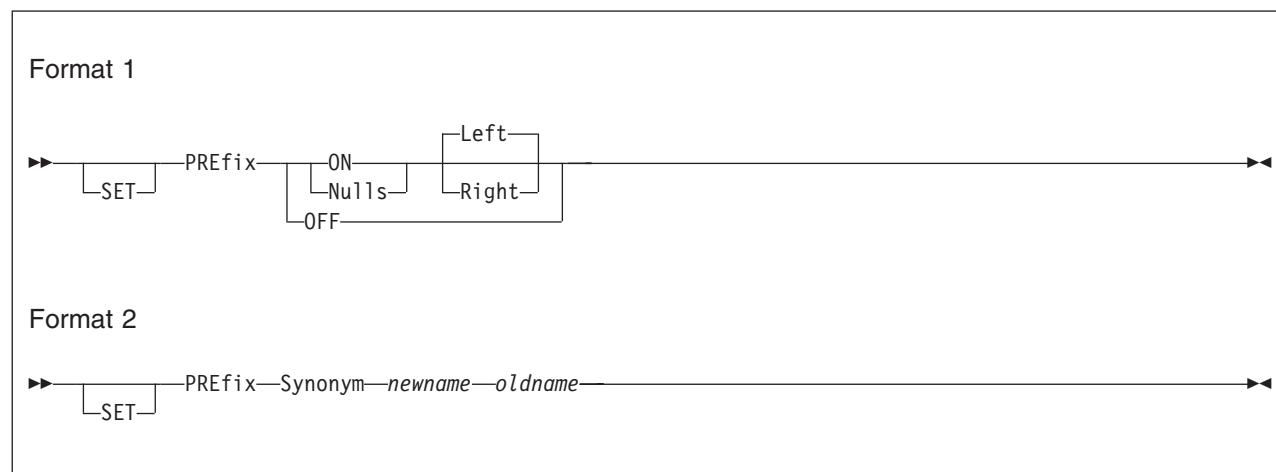 Format 1
Left
PREfix ON
SET Nulls Right
OFF
Format 2
PREfix Synonym newname oldname
SET